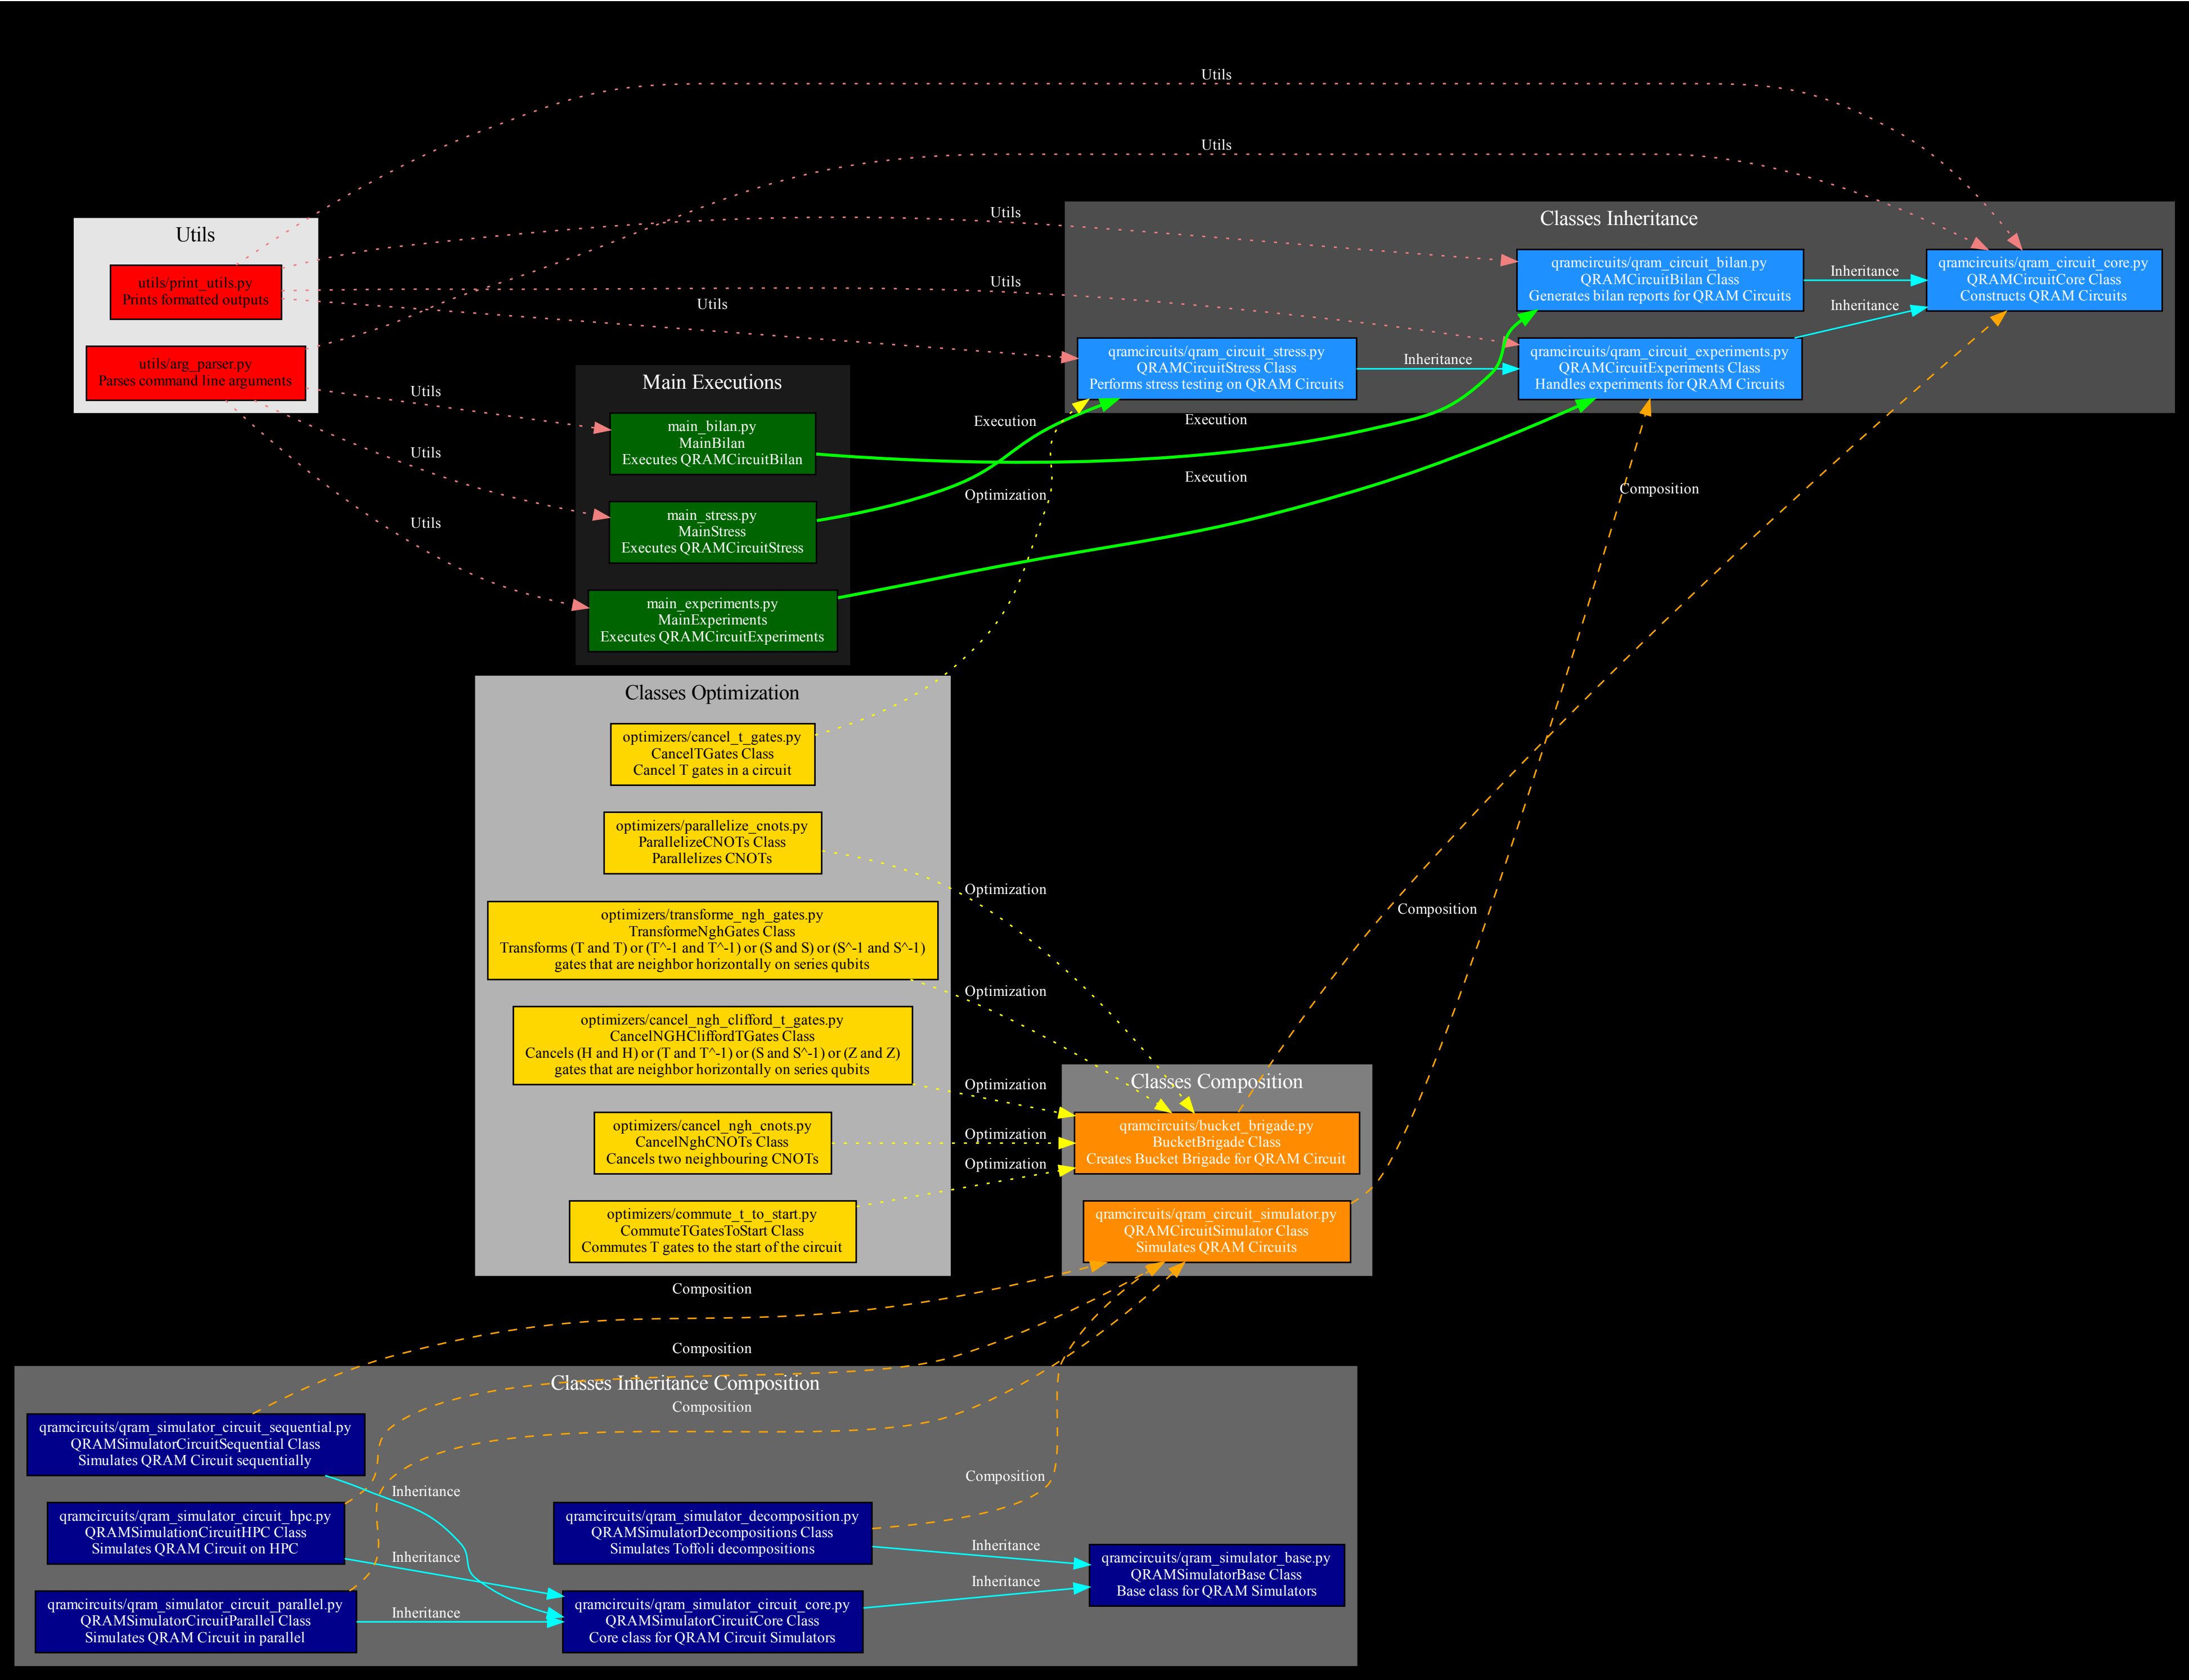 Utils
Utils
Utils
Classes Inheritance
Utils
utils/print_utils.py
Prints formatted outputs
qramcircuits/qram_circuit_bilan.py
QRAMCircuitBilan Class
Generates bilan reports for QRAM Circuits
Inheritance
qramcircuits/qram_circuit_core.py
QRAMCircuitCore Class
Constructs QRAM Circuits
Utils
Utils
Inheritance
utils/arg_parser.py
Parses command line arguments
qramcircuits/qram_circuit_stress.py
QRAMCircuitStress Class
Performs stress testing on QRAM Circuits
Inheritance
qramcircuits/qram_circuit_experiments.py
QRAMCircuitExperiments Class
Handles experiments for QRAM Circuits
Main Executions
Utils
main_bilan.py
MainBilan
Executes QRAMCircuitBilan
Execution
Execution
Utils
Execution
Optimization
Composition
main_stress.py
MainStress
Executes QRAMCircuitStress
Utils
main_experiments.py
MainExperiments
Executes QRAMCircuitExperiments
Classes Optimization
optimizers/cancel_t_gates.py
CancelTGates Class
Cancel T gates in a circuit
optimizers/parallelize_cnots.py
ParallelizeCNOTs Class
Parallelizes CNOTs
Optimization
Composition
optimizers/transforme_ngh_gates.py
TransformeNghGates Class
Transforms (T and T) or (T^-1 and T^-1) or (S and S) or (S^-1 and S^-1)
gates that are neighbor horizontally on series qubits
Optimization
optimizers/cancel_ngh_clifford_t_gates.py
CancelNGHCliffordTGates Class
Cancels (H and H) or (T and T^-1) or (S and S^-1) or (Z and Z)
gates that are neighbor horizontally on series qubits
Optimization
Classes Composition
optimizers/cancel_ngh_cnots.py
CancelNghCNOTs Class
Cancels two neighbouring CNOTs
Optimization
qramcircuits/bucket_brigade.py
BucketBrigade Class
Creates Bucket Brigade for QRAM Circuit
Optimization
optimizers/commute_t_to_start.py
CommuteTGatesToStart Class
Commutes T gates to the start of the circuit
qramcircuits/qram_circuit_simulator.py
QRAMCircuitSimulator Class
Simulates QRAM Circuits
Composition
Composition
Classes Inheritance Composition
Composition
qramcircuits/qram_simulator_circuit_sequential.py
QRAMSimulatorCircuitSequential Class
Simulates QRAM Circuit sequentially
Composition
Inheritance
qramcircuits/qram_simulator_circuit_hpc.py
QRAMSimulationCircuitHPC Class
Simulates QRAM Circuit on HPC
qramcircuits/qram_simulator_decomposition.py
QRAMSimulatorDecompositions Class
Simulates Toffoli decompositions
Inheritance
Inheritance
qramcircuits/qram_simulator_base.py
QRAMSimulatorBase Class
Base class for QRAM Simulators
Inheritance
qramcircuits/qram_simulator_circuit_parallel.py
QRAMSimulatorCircuitParallel Class
Simulates QRAM Circuit in parallel
Inheritance
qramcircuits/qram_simulator_circuit_core.py
QRAMSimulatorCircuitCore Class
Core class for QRAM Circuit Simulators